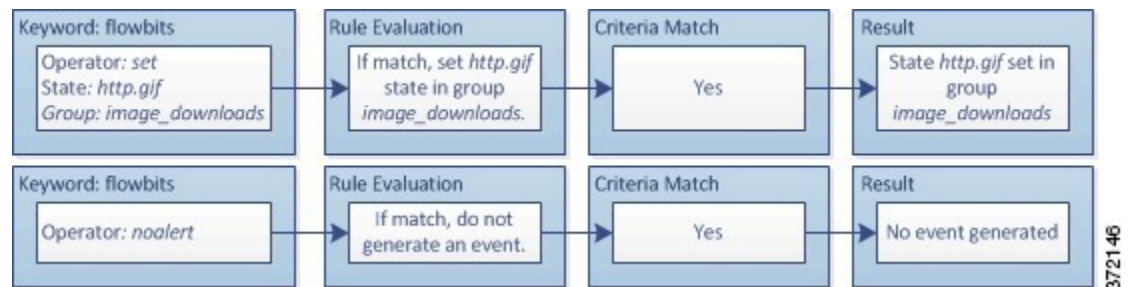 Keyword: flowbits
Operator: set
State: http.gif
Group: image_downloads
Rule Evaluation
If match, set http.gif
state in group
image_downloads.
Criteria Match
Yes
Result
State http.gif set in
group
image_downloads
Keyword: flowbits
Operator: noalert
Rule Evaluation
If match, do not
generate an event.
Criteria Match
Yes
Result
No event generated
372146